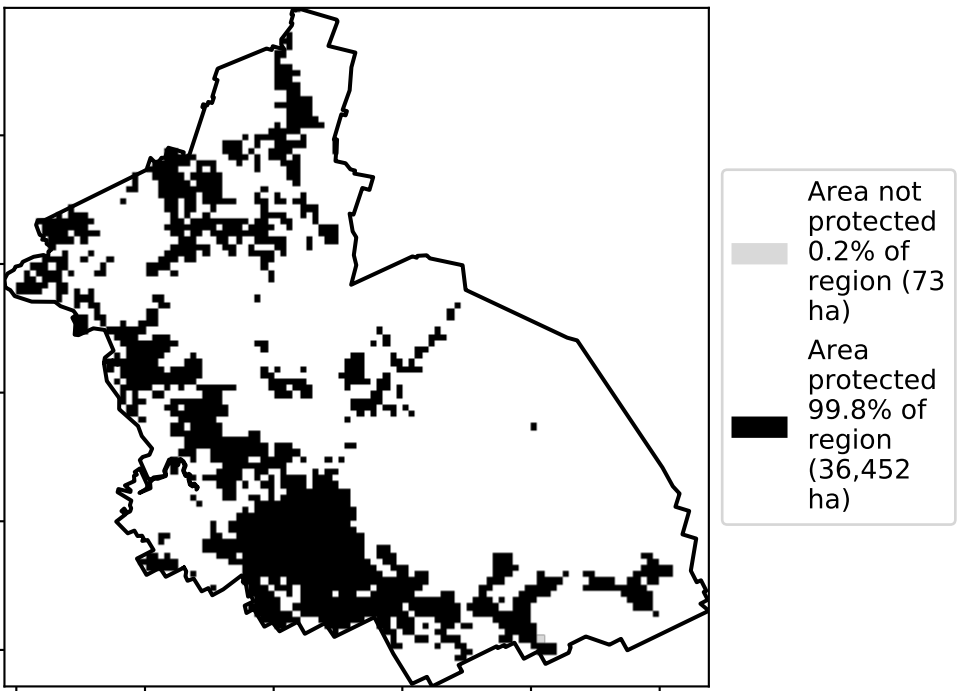 Area not
protected
0.2% of
region (73
ha)
Area
protected
99.8% of
region
(36,452
ha)